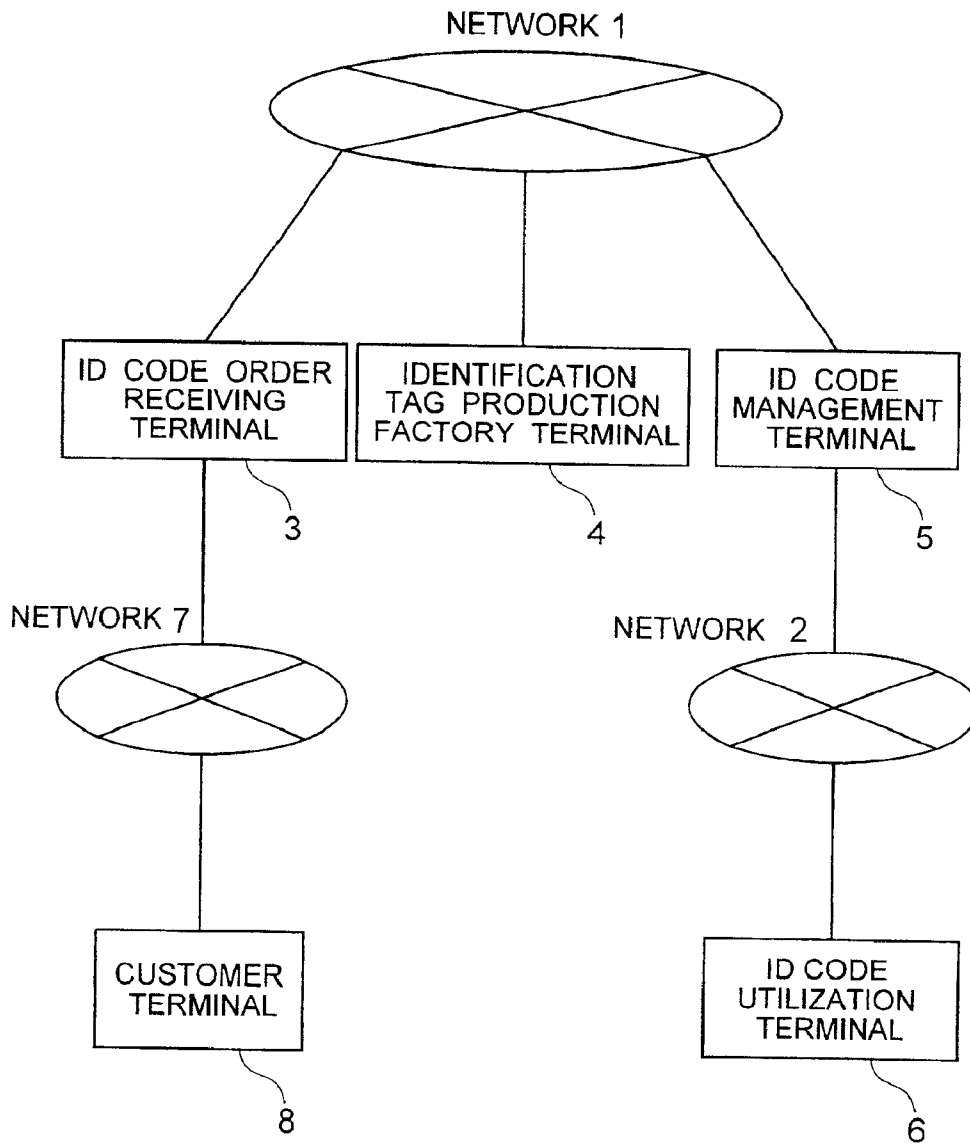 NETWORK 1
ID CODE ORDER
RECEIVING
TERMINAL
IDENTIFICATION
TAG PRODUCTION
FACTORY TERMINAL
ID CODE
MANAGEMENT
TERMINAL
3
4
5
NETWORK 7
NETWORK 2
CUSTOMER
TERMINAL
ID CODE
UTILIZATION
TERMINAL
8
6